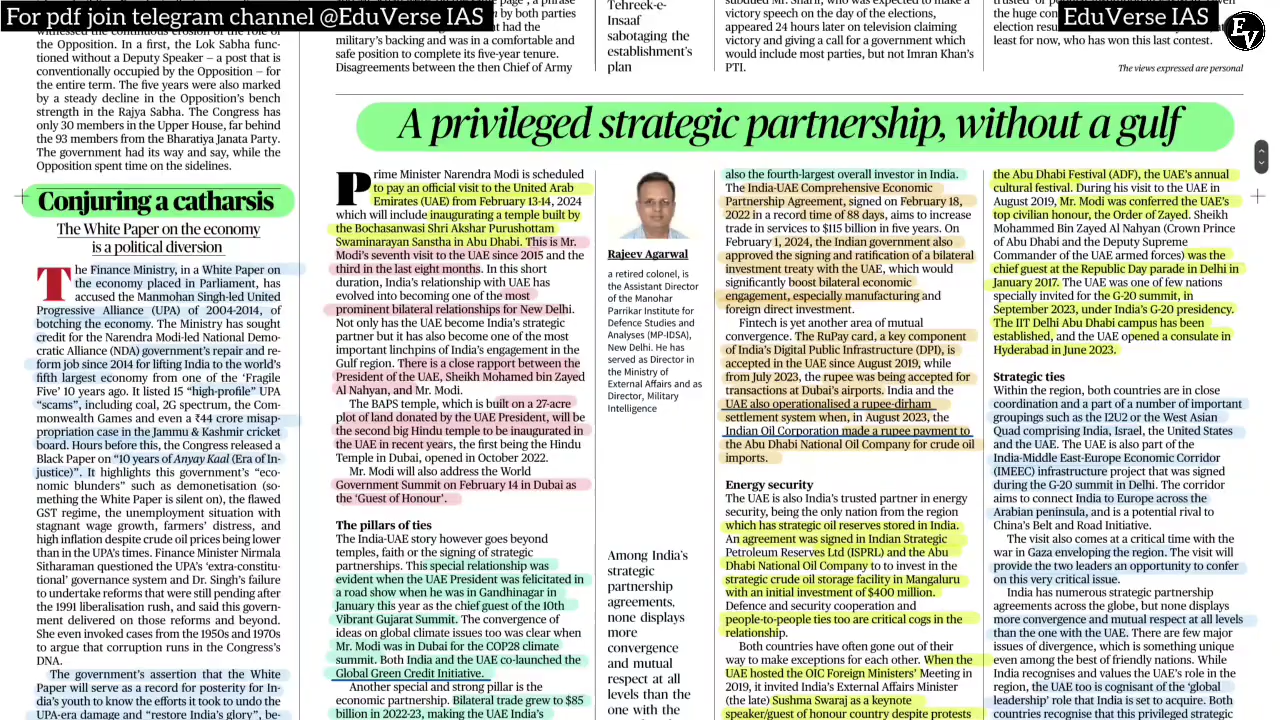 For pdf join telegram channel @EduVerse IAS
EduVerse IAS
EV
the Opposition. In a first, the Lok Sabha func-
tioned without a Deputy Speaker – a post that is
conventionally occupied by the Opposition – for
the entire term. The five years were also marked
by a steady decline in the Opposition's bench
strength in the Rajya Sabha. The Congress has
only 30 members in the Upper House, far behind
the 93 members from the Bharatiya Janata Party.
The government had its way and say, while the
Opposition spent time on the sidelines.
Conjuring a catharsis
The White Paper on the economy
is a political diversion
The Finance Ministry, in a White Paper on
the economy placed in Parliament, has
accused the Manmohan Singh-led United
Progressive Alliance (UPA) of 2004-2014, of
botching the economy. The Ministry has sought
credit for the Narendra Modi-led National Demo-
cratic Alliance (NDA) government's repair and re-
form job since 2014 for lifting India to the world's
fifth largest economy from one of the 'Fragile
Five' 10 years ago. It listed 15 "high-profile" UPA
"scams", including coal, 2G spectrum, the Com-
monwealth Games and even a ₹44 crore misap-
propriation case in the Jammu & Kashmir cricket
board. Hours before this, the Congress released a
Black Paper on "10 years of Anyay Kaal (Era of In-
justice)". It highlights this government's "eco-
nomic blunders" such as demonetisation (so-
mething the White Paper is silent on), the flawed
GST regime, the unemployment situation with
stagnant wage growth, farmers' distress, and
high inflation despite crude oil prices being lower
than in the UPA's times. Finance Minister Nirmala
Sitharaman questioned the UPA's 'extra-constitu-
tional' governance system and Dr. Singh's failure
to undertake reforms that were still pending after
the 1991 liberalisation rush, and said this govern-
ment delivered on those reforms and beyond.
She even invoked cases from the 1950s and 1970s
to argue that corruption runs in the Congress's
DNA.
The government's assertion that the White
Paper will serve as a record for posterity for In-
dia's youth to know the efforts it took to undo the
UPA-era damage and "restore India's glory", be-
by both parties
had the
military's backing and was in a comfortable and
safe position to complete its five-year tenure.
Disagreements between the then Chief of Army
Tehreek-e-
Insaaf
sabotaging the
establishment's
plan
victory speech on the day of the elections,
appeared 24 hours later on television claiming
victory and giving a call for a government which
would include most parties, but not Imran Khan's
PTI.
the huge con
election resu
least for now, who has won this last contest.
The views expressed are personal
A privileged strategic partnership, without a gulf
Prime Minister Narendra Modi is scheduled
to pay an official visit to the United Arab
Emirates (UAE) from February 13-14, 2024
which will include inaugurating a temple built by
the Bochasanwasi Shri Akshar Purushottam
Swaminarayan Sanstha in Abu Dhabi. This is Mr.
Modi's seventh visit to the UAE since 2015 and the
third in the last eight months. In this short
duration, India's relationship with UAE has
evolved into becoming one of the most
prominent bilateral relationships for New Delhi.
Not only has the UAE become India's strategic
partner but it has also become one of the most
important linchpins of India's engagement in the
Gulf region. There is a close rapport between the
President of the UAE, Sheikh Mohamed bin Zayed
Al Nahyan, and Mr. Modi.
The BAPS temple, which is built on a 27-acre
plot of land donated by the UAE President, will be
the second big Hindu temple to be inaugurated in
the UAE in recent years, the first being the Hindu
Temple in Dubai, opened in October 2022.
Mr. Modi will also address the World
Government Summit on February 14 in Dubai as
the 'Guest of Honour'.
The pillars of ties
The India-UAE story however goes beyond
temples, faith or the signing of strategic
partnerships. This special relationship was
evident when the UAE President was felicitated in
a road show when he was in Gandhinagar in
January this year as the chief guest of the 10th
Vibrant Gujarat Summit. The convergence of
ideas on global climate issues too was clear when
Mr. Modi was in Dubai for the COP28 climate
summit. Both India and the UAE co-launched the
Global Green Credit Initiative.
Another special and strong pillar is the
economic partnership. Bilateral trade grew to $85
billion in 2022-23, making the UAE India's
Rajeev Agarwal
a retired colonel, is
the Assistant Director
of the Manohar
Parrikar Institute for
Defence Studies and
Analyses (MP-IDSA),
New Delhi. He has
served as Director in
the Ministry of
External Affairs and as
Director, Military
Intelligence
Among India's
strategic
partnership
agreements,
none displays
more
convergence
and mutual
respect at all
levels than the
one with the
also the fourth-largest overall investor in India.
The India-UAE Comprehensive Economic
Partnership Agreement, signed on February 18,
2022 in a record time of 88 days, aims to increase
trade in services to $115 billion in five years. On
February 1, 2024, the Indian government also
approved the signing and ratification of a bilateral
investment treaty with the UAE, which would
significantly boost bilateral economic
engagement, especially manufacturing and
foreign direct investment.
Fintech is yet another area of mutual
convergence. The RuPay card, a key component
of India's Digital Public Infrastructure (DPI), is
accepted in the UAE since August 2019, while
from July 2023, the rupee was being accepted for
transactions at Dubai's airports. India and the
UAE also operationalised a rupee-dirham
settlement system when, in August 2023, the
Indian Oil Corporation made a rupee payment to
the Abu Dhabi National Oil Company for crude oil
imports.
Energy security
The UAE is also India's trusted partner in energy
security, being the only nation from the region
which has strategic oil reserves stored in India.
An agreement was signed in Indian Strategic
Petroleum Reserves Ltd (ISPRL) and the Abu
Dhabi National Oil Company to to invest in the
strategic crude oil storage facility in Mangaluru
with an initial investment of $400 million.
Defence and security cooperation and
people-to-people ties too are critical cogs in the
relationship.
Both countries have often gone out of their
way to make exceptions for each other. When the
UAE hosted the OIC Foreign Ministers' Meeting in
2019, it invited India's External Affairs Minister
(the late) Sushma Swaraj as a keynote
speaker/guest of honour country despite protests
the Abu Dhabi Festival (ADF), the UAE's annual
cultural festival. During his visit to the UAE in
August 2019, Mr. Modi was conferred the UAE's
top civilian honour, the Order of Zayed. Sheikh
Mohammed Bin Zayed Al Nahyan (Crown Prince
of Abu Dhabi and the Deputy Supreme
Commander of the UAE armed forces) was the
chief guest at the Republic Day parade in Delhi in
January 2017. The UAE was one of few nations
specially invited for the G-20 summit, in
September 2023, under India's G-20 presidency.
The IIT Delhi Abu Dhabi campus has been
established, and the UAE opened a consulate in
Hyderabad in June 2023.
Strategic ties
Within the region, both countries are in close
coordination and a part of a number of important
groupings such as the I2U2 or the West Asian
Quad comprising India, Israel, the United States
and the UAE. The UAE is also part of the
India-Middle East-Europe Economic Corridor
(IMEEC) infrastructure project that was signed
during the G-20 summit in Delhi. The corridor
aims to connect India to Europe across the
Arabian peninsula, and is a potential rival to
China's Belt and Road Initiative.
The visit also comes at a critical time with the
war in Gaza enveloping the region. The visit will
provide the two leaders an opportunity to confer
on this very critical issue.
India has numerous strategic partnership
agreements across the globe, but none displays
more convergence and mutual respect at all levels
than the one with the UAE. There are few major
issues of divergence, which is something unique
even among the best of friendly nations. While
India recognises and values the UAE's role in the
region, the UAE too is cognisant of the 'global
leadership' role that India is set to acquire. Both
countries recognise that this privileged strategic